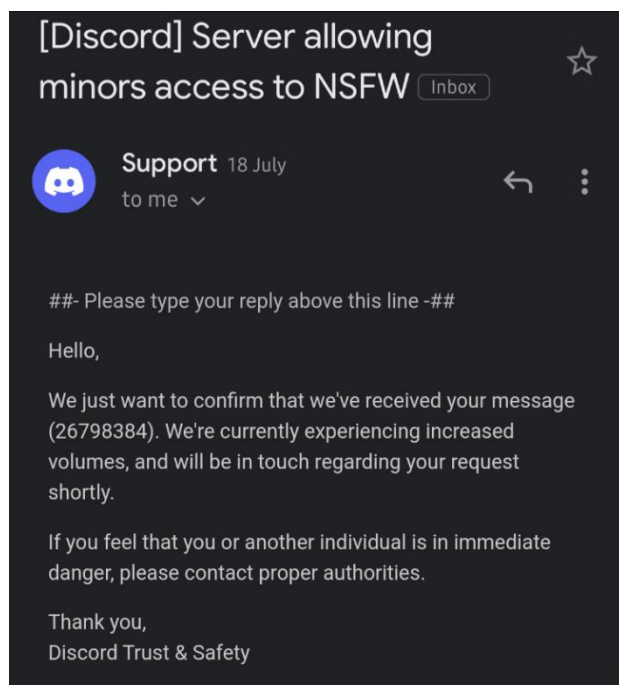 [Discord] Server allowing
minors access to NSFW Inbox
Support 18 July
to me
##- Please type your reply above this line -##
Hello,
We just want to confirm that we've received your message
(26798384). We're currently experiencing increased
volumes, and will be in touch regarding your request
shortly.
If you feel that you or another individual is in immediate
danger, please contact proper authorities.
Thank you,
Discord Trust & Safety